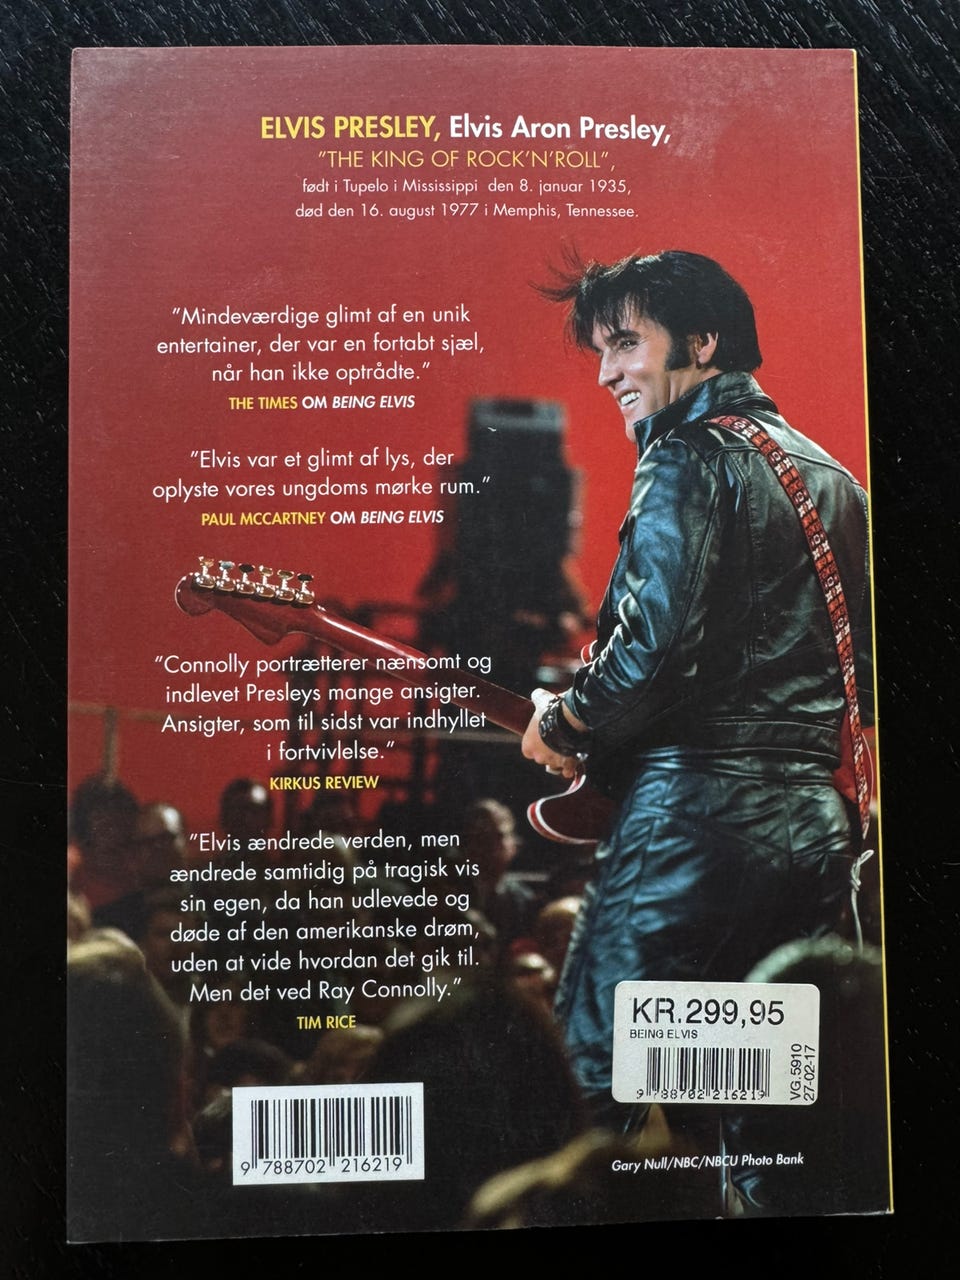 ELVIS PRESLEY, Elvis Aron Presley,
”THE KING OF ROCK’N’ROLL”,
født i Tupelo i Mississippi den 8. januar 1935,
død den 16. august 1977 i Memphis, Tennessee.
”Mindeværdige glimt af en unik
entertainer, der var en fortabt sjæl,
når han ikke optrådte.”
THE TIMES OM BEING ELVIS
”Elvis var et glimt af lys, der
oplyste vores ungdoms mørke rum.”
PAUL MCCARTNEY OM BEING ELVIS
”Connolly portrætterer nænsomt og
indlevet Presleys mange ansigter.
Ansigter, som til sidst var indhyllet
i fortvivlelse.”
KIRKUS REVIEW
”Elvis ændrede verden, men
ændrede samtidig på tragisk vis
sin egen, da han udlevede og
døde af den amerikanske drøm,
uden at vide hvordan det gik til.
Men det ved Ray Connolly.”
TIM RICE
KR.299,95
BEING ELVIS
9 788702 216219
VG.5910
27-02-17
9 788702 216219
Gary Null/NBC/NBCU Photo Bank